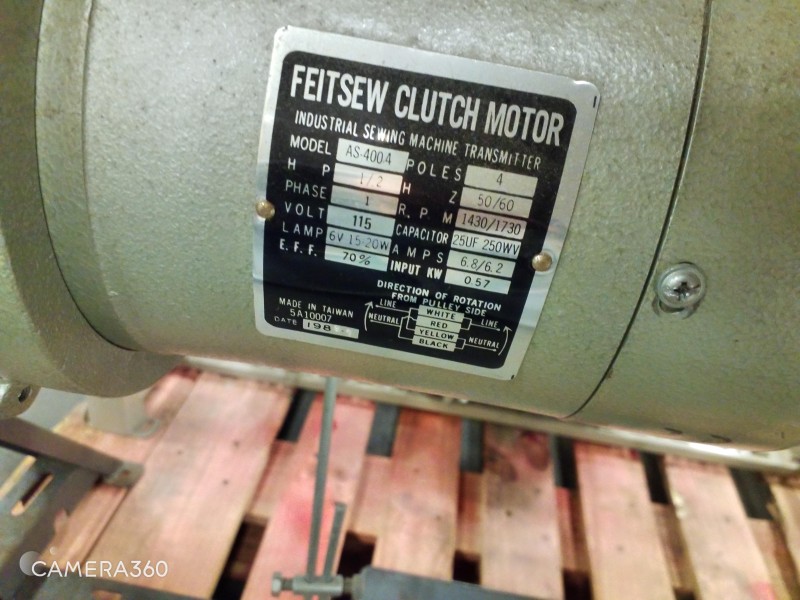 FEITSEW CLUTCH MOTOR
INDUSTRIAL SEWING MACHINE TRANSMITTER
MODEL AS-4004 POLES 4
H P 1/2 H Z 50/60
PHASE 1 R. P. M 1430/1730
VOLT 115 CAPACITOR 25UF 250WV
LAMP 6V 15-20W AMPS 6.8/6.2
E. F. F. 70% INPUT KW 0.57
DIRECTION OF ROTATION
FROM PULLEY SIDE
LINE WHITE LINE
NEUTRAL RED
YELLOW NEUTRAL
BLACK
MADE IN TAIWAN
5A10007
DATE 198
CAMERA360